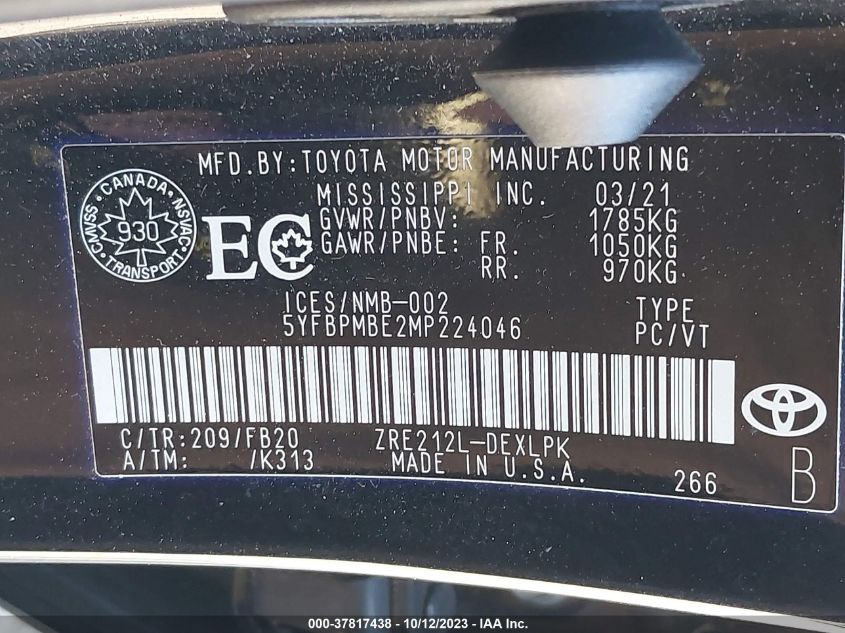 MFD.BY:TOYOTA MOTOR MANUFACTURING
MISSISSIPPI INC. 03/21
GVWR/PNBV: 1785KG
GAWR/PNBE: FR. 1050KG
RR. 970KG
CANADA
CMVSS NSVAC
930
TRANSPORT
EC
ICES/NMB-002 TYPE
5YFBPMBE2MP224046 PC/VT
C/TR:209/FB20 ZRE212L-DEXLPK
A/TM: /K313 MADE IN U.S.A. 266 B
000-37817438 - 10/12/2023 - IAA Inc.